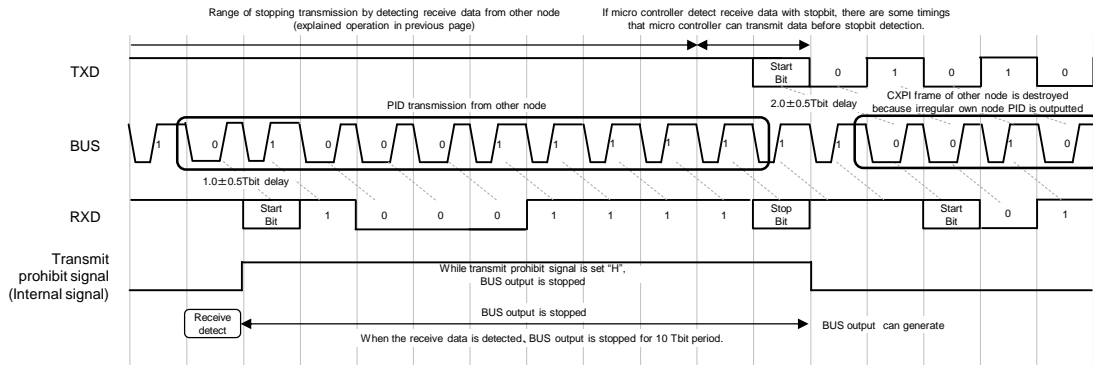 Range of stopping transmission by detecting receive data from other node
(explained operation in previous page)
If micro controller detect receive data with stopbit, there are some timings
that micro controller can transmit data before stopbit detection.
TXD
Start
Bit
0
1
0
1
0
PID transmission from other node
2.0±0.5Tbit delay
CXPI frame of other node is destroyed
because irregular own node PID is outputted
BUS
1
0
1
0
0
0
1
1
1
1
1
1
1
0
0
1
0
1.0±0.5Tbit delay
RXD
Start
Bit
1
0
0
0
1
1
1
1
Stop
Bit
Start
Bit
0
1
Transmit
prohibit signal
(Internal signal)
While transmit prohibit signal is set "H",
BUS output is stopped
Receive
detect
BUS output is stopped
When the receive data is detected, BUS output is stopped for 10 Tbit period.
BUS output can generate